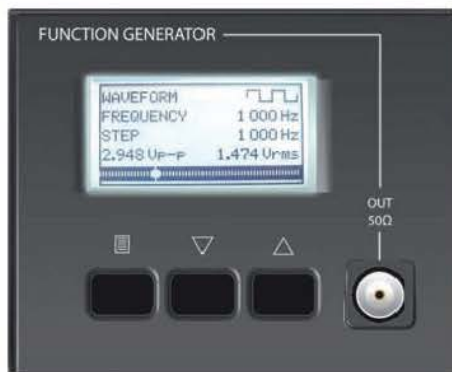 FUNCTION GENERATOR
WAVEFORM
FREQUENCY 1 000 Hz
STEP 1 000 Hz
2.948 Vp-p 1.474 Vrms
OUT
50Ω